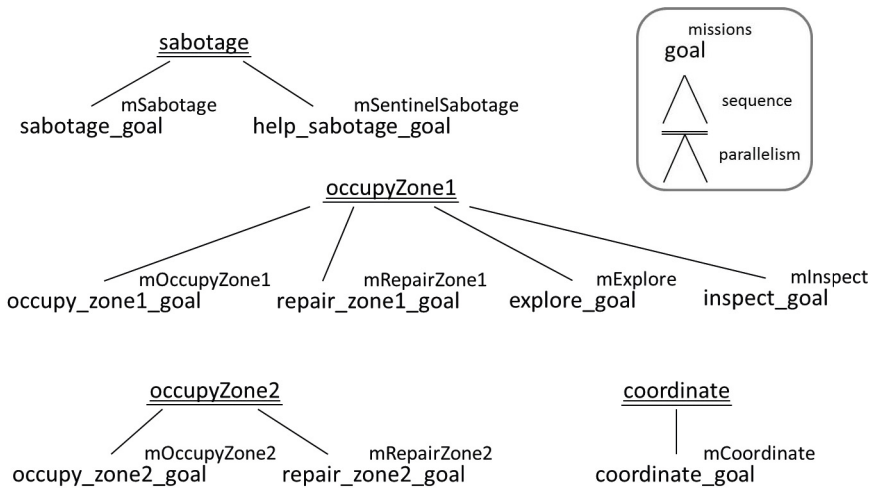 sabotage
mSabotage
sabotage_goal
mSentinelSabotage
help_sabotage_goal
missions
goal
sequence
parallelism
occupyZone1
mOccupyZone1
occupy_zone1_goal
mRepairZone1
repair_zone1_goal
mExplore
explore_goal
mInspect
inspect_goal
occupyZone2
mOccupyZone2
occupy_zone2_goal
mRepairZone2
repair_zone2_goal
coordinate
mCoordinate
coordinate_goal